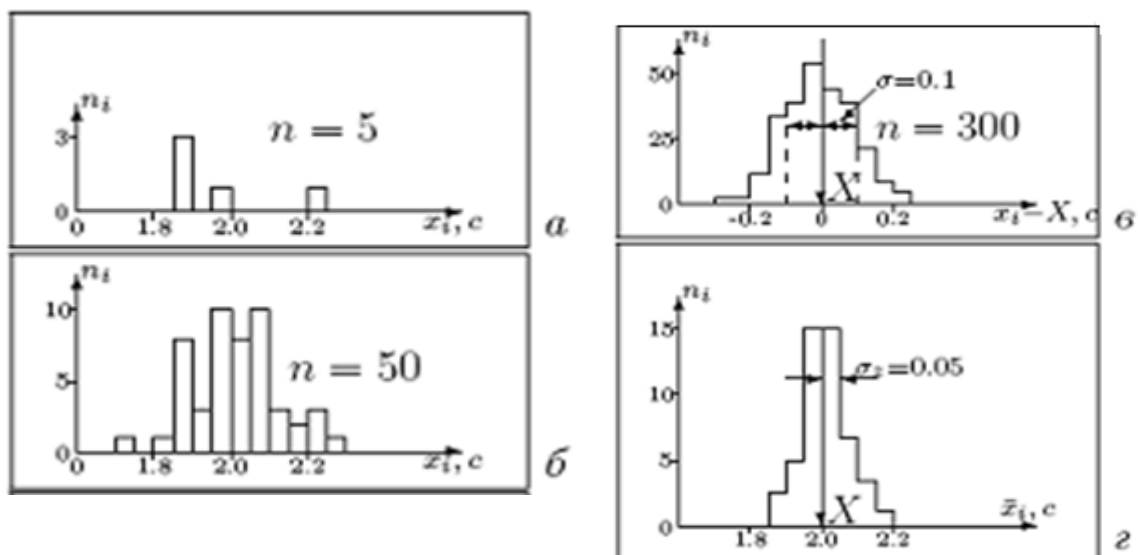 n_i
3
n = 5
0
0 1.8 2.0 2.2 x_i, c
а
n_i
10
5
n = 50
0
0 1.8 2.0 2.2 x_i, c
б
n_i
50
σ=0.1
n = 300
25
X
0
-0.2 0 0.2 x_i−X, c
в
n_i
15
σ_2=0.05
10
5
X
x̄_i, c
0
1.8 2.0 2.2
г